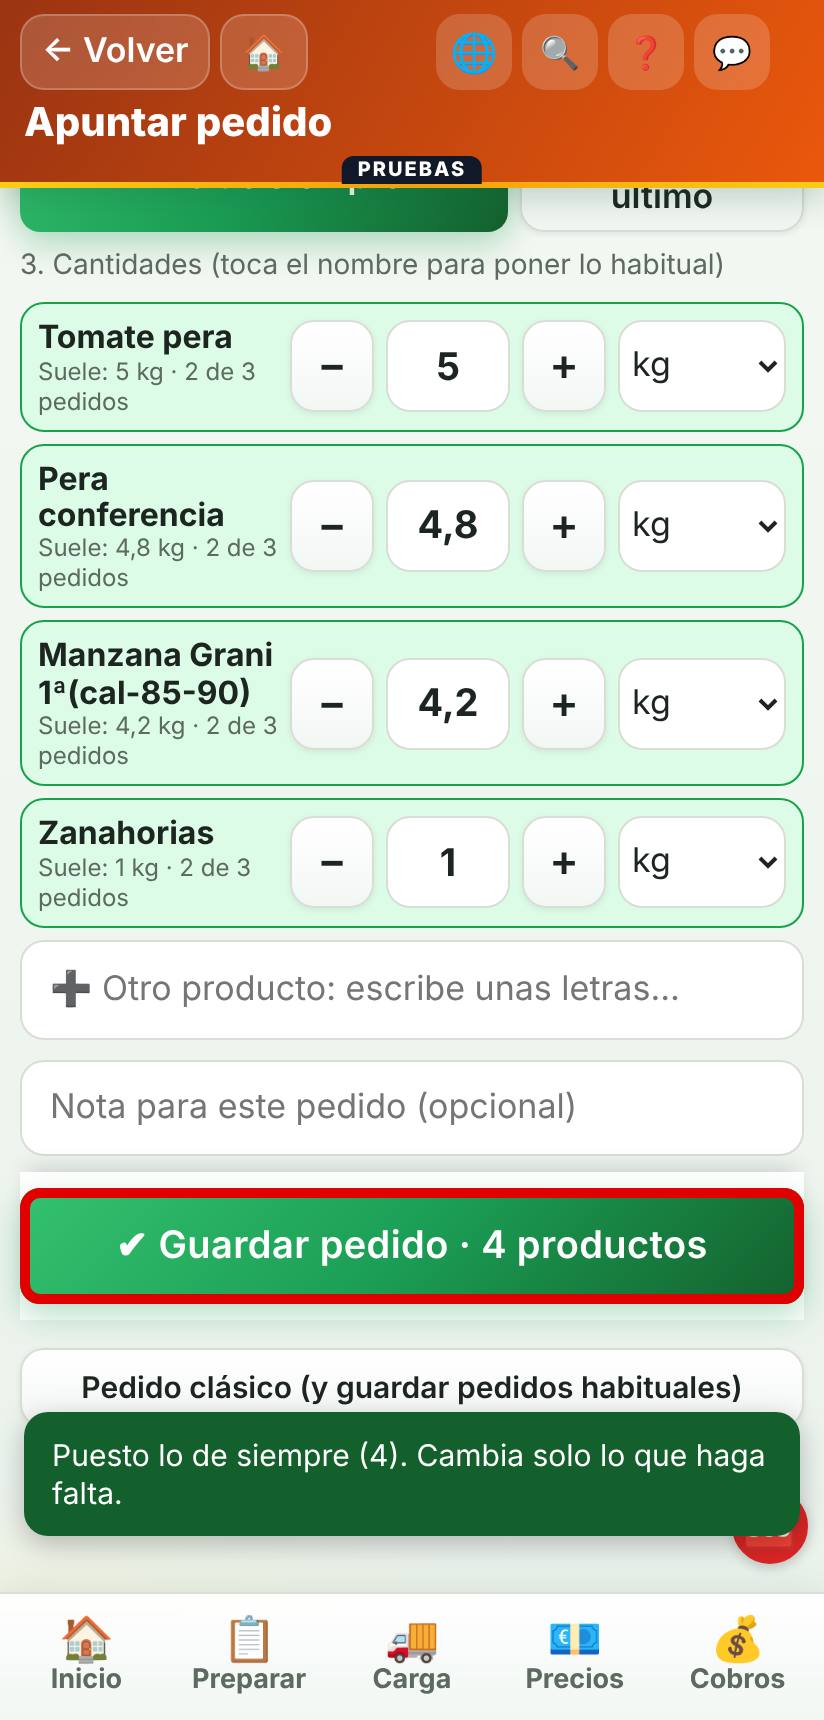 ← Volver
Apuntar pedido
PRUEBAS
último
3. Cantidades (toca el nombre para poner lo habitual)
Tomate pera
Suele: 5 kg · 2 de 3
pedidos
− 5 + kg
Pera
conferencia
Suele: 4,8 kg · 2 de 3
pedidos
− 4,8 + kg
Manzana Grani
1ª(cal-85-90)
Suele: 4,2 kg · 2 de 3
pedidos
− 4,2 + kg
Zanahorias
Suele: 1 kg · 2 de 3
pedidos
− 1 + kg
➕ Otro producto: escribe unas letras...
Nota para este pedido (opcional)
✔ Guardar pedido · 4 productos
Pedido clásico (y guardar pedidos habituales)
Puesto lo de siempre (4). Cambia solo lo que haga
falta.
Inicio Preparar Carga Precios Cobros